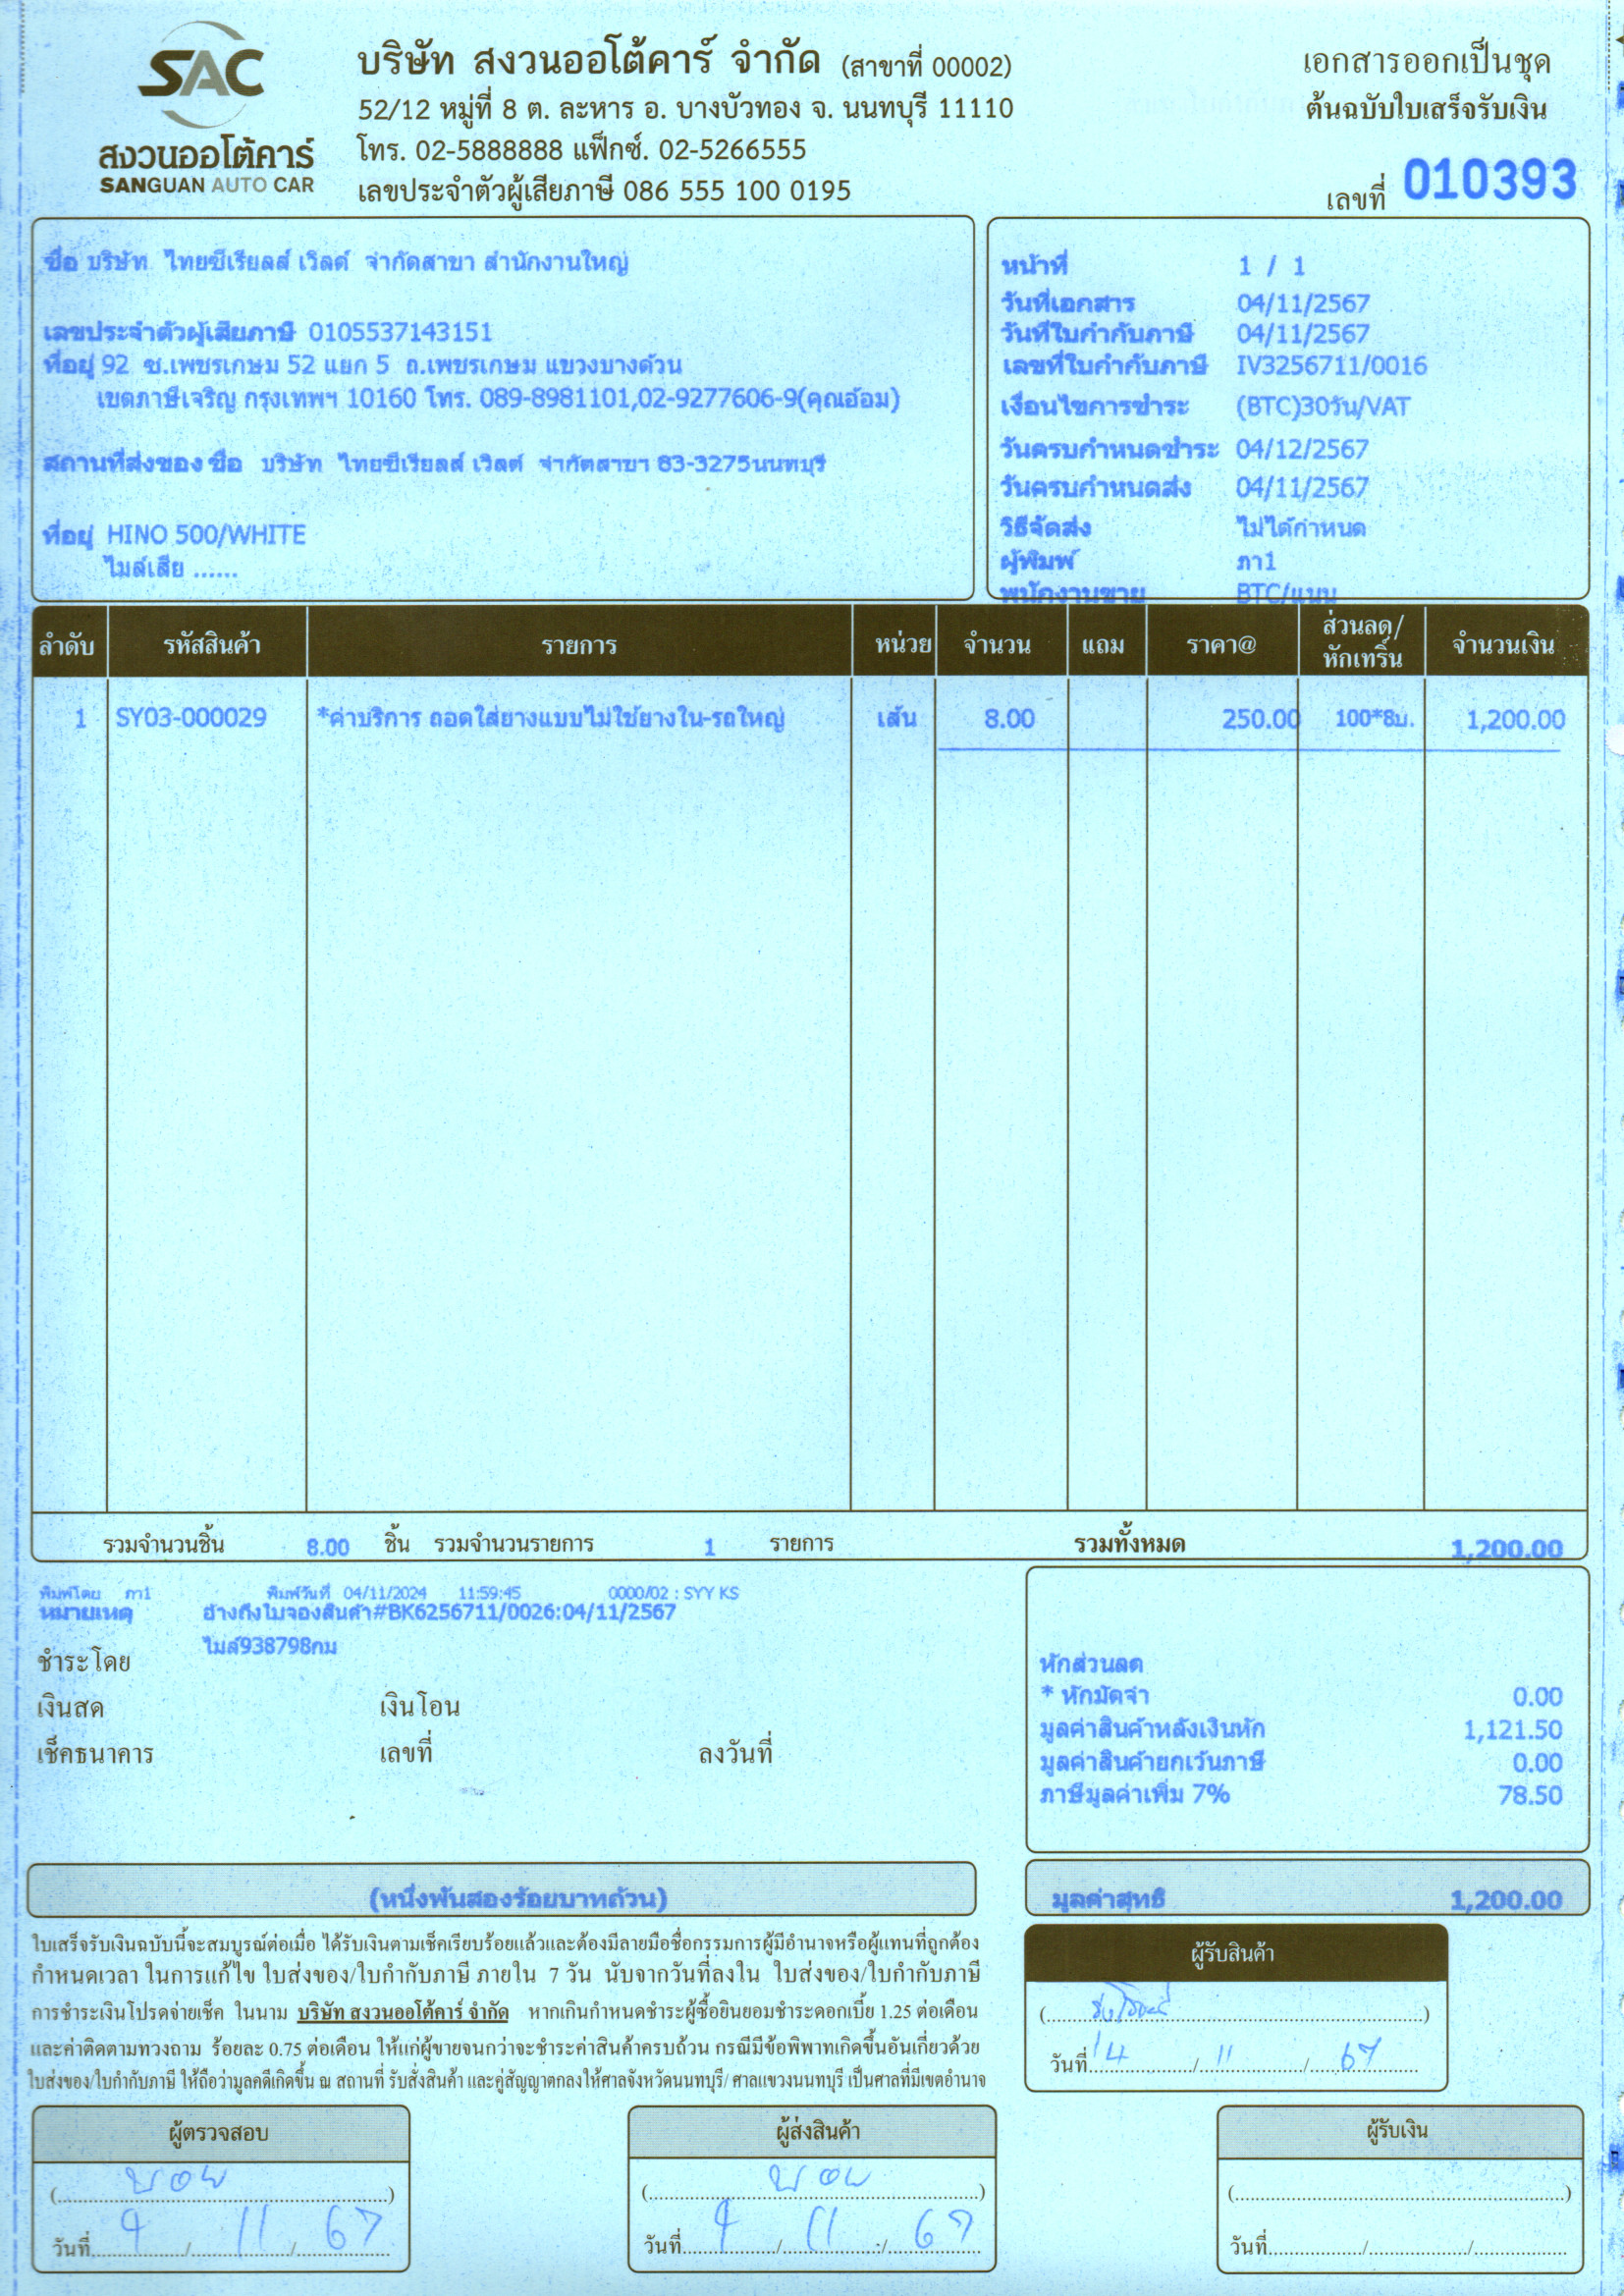 SAC
สงวนออโต้คาร์
SANGUAN AUTO CAR
บริษัท สงวนออโต้คาร์ จำกัด (สาขาที่ 00002)
52/12 หมู่ที่ 8 ต. ละหาร อ. บางบัวทอง จ. นนทบุรี 11110
โทร. 02-5888888 แฟ็กซ์. 02-5266555
เลขประจำตัวผู้เสียภาษี 086 555 100 0195
เอกสารออกเป็นชุด
ต้นฉบับใบเสร็จรับเงิน
เลขที่ 010393
ชื่อ บริษัท ไทยซีเรียลส์ เวิลด์ จำกัดสาขา สำนักงานใหญ่
เลขประจำตัวผู้เสียภาษี 0105537143151
ที่อยู่ 92 ซ.เพชรเกษม 52 แยก 5 ถ.เพชรเกษม แขวงบางด้วน
เขตภาษีเจริญ กรุงเทพฯ 10160 โทร. 089-8981101,02-9277606-9(คุณอ้อม)
สถานที่ส่งของ ชื่อ บริษัท ไทยซีเรียลส์ เวิลด์ จำกัดสาขา 83-3275นนทบุรี
ที่อยู่ HINO 500/WHITE
ไมล์เสีย ......
หน้าที่ 1 / 1
วันที่เอกสาร 04/11/2567
วันที่ใบกำกับภาษี 04/11/2567
เลขที่ใบกำกับภาษี IV3256711/0016
เงื่อนไขการชำระ (BTC)30วัน/VAT
วันครบกำหนดชำระ 04/12/2567
วันครบกำหนดส่ง 04/11/2567
วิธีจัดส่ง ไม่ได้กำหนด
ผู้พิมพ์ ภา1
พนักงานขาย BTC/แนน
ลำดับ รหัสสินค้า รายการ หน่วย จำนวน แถม ราคา@ ส่วนลด/หักเทริ์น จำนวนเงิน
1 SY03-000029 *ค่าบริการ ถอดใส่ยางแบบไม่ใช้ยางใน-รถใหญ่ เส้น 8.00 250.00 100*8บ. 1,200.00
รวมจำนวนชิ้น 8.00 ชิ้น รวมจำนวนรายการ 1 รายการ รวมทั้งหมด 1,200.00
พิมพ์โดย ภา1 พิมพ์วันที่ 04/11/2024 11:59:45 0000/02 : SYY KS
หมายเหตุ อ้างถึงใบจองสินค้า#BK6256711/0026:04/11/2567
ไมล์938798กม
ชำระโดย
เงินสด เงินโอน
เช็คธนาคาร เลขที่ ลงวันที่
หักส่วนลด
* หักมัดจำ 0.00
มูลค่าสินค้าหลังเงินหัก 1,121.50
มูลค่าสินค้ายกเว้นภาษี 0.00
ภาษีมูลค่าเพิ่ม 7% 78.50
(หนึ่งพันสองร้อยบาทถ้วน)
มูลค่าสุทธิ 1,200.00
ใบเสร็จรับเงินฉบับนี้จะสมบูรณ์ต่อเมื่อ ได้รับเงินตามเช็คเรียบร้อยแล้วและต้องมีลายมือชื่อกรรมการผู้มีอำนาจหรือผู้แทนที่ถูกต้อง
กำหนดเวลา ในการแก้ไข ใบส่งของ/ใบกำกับภาษี ภายใน 7 วัน นับจากวันที่ลงใน ใบส่งของ/ใบกำกับภาษี
การชำระเงินโปรดจ่ายเช็ค ในนาม บริษัท สงวนออโต้คาร์ จำกัด หากเกินกำหนดชำระผู้ซื้อยินยอมชำระดอกเบี้ย 1.25 ต่อเดือน
และค่าติดตามทวงถาม ร้อยละ 0.75 ต่อเดือน ให้แก่ผู้ขายจนกว่าจะชำระค่าสินค้าครบถ้วน กรณีมีข้อพิพาทเกิดขึ้นอันเกี่ยวด้วย
ใบส่งของ/ใบกำกับภาษี ให้ถือว่ามูลคดีเกิดขึ้น ณ สถานที่ รับสั่งสินค้า และคู่สัญญาตกลงให้ศาลจังหวัดนนทบุรี/ ศาลแขวงนนทบุรี เป็นศาลที่มีเขตอำนาจ
ผู้รับสินค้า
วันที่ 14 / 11 / 67
ผู้ตรวจสอบ
วันที่ 4 / 11 / 67
ผู้ส่งสินค้า
วันที่ 4 / 11 / 67
ผู้รับเงิน
วันที่ / /